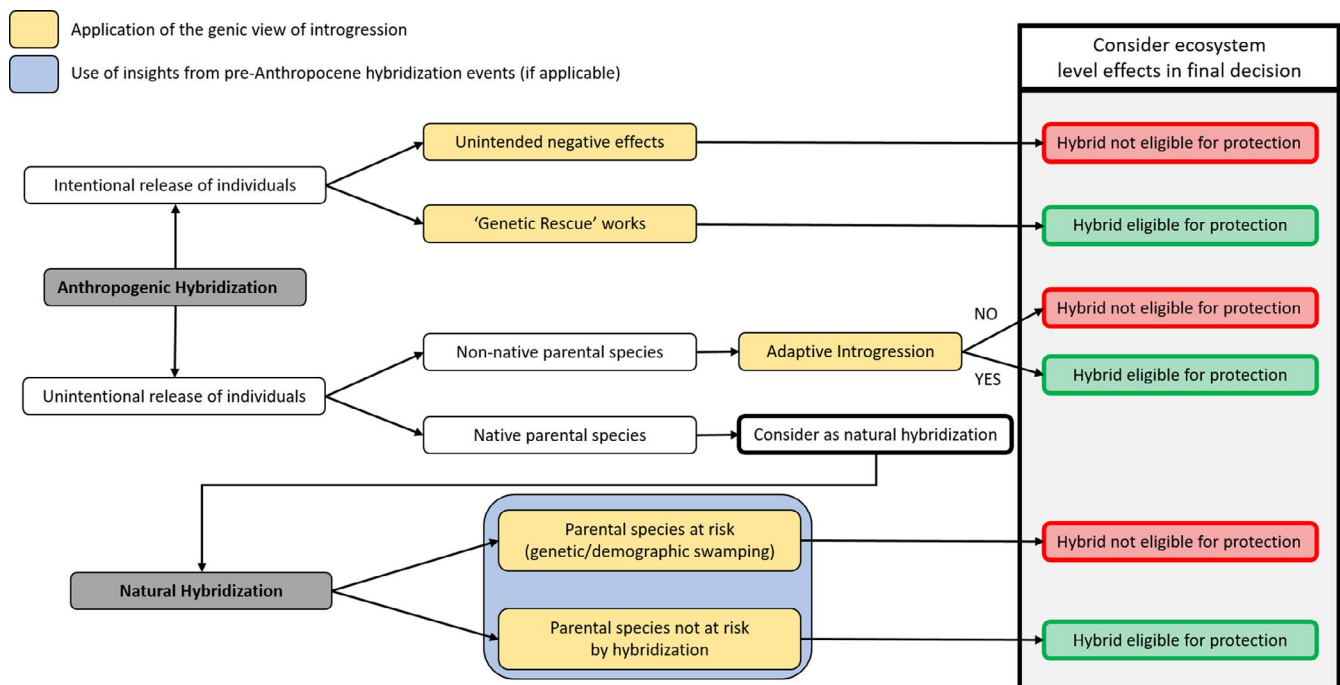 Application of the genic view of introgression
Use of insights from pre-Anthropocene hybridization events (if applicable)
Consider ecosystem
level effects in final decision
Unintended negative effects
Hybrid not eligible for protection
Intentional release of individuals
‘Genetic Rescue’ works
Hybrid eligible for protection
Anthropogenic Hybridization
NO
Hybrid not eligible for protection
Non-native parental species
Adaptive Introgression
YES
Hybrid eligible for protection
Unintentional release of individuals
Native parental species
Consider as natural hybridization
Parental species at risk
(genetic/demographic swamping)
Hybrid not eligible for protection
Natural Hybridization
Parental species not at risk
by hybridization
Hybrid eligible for protection